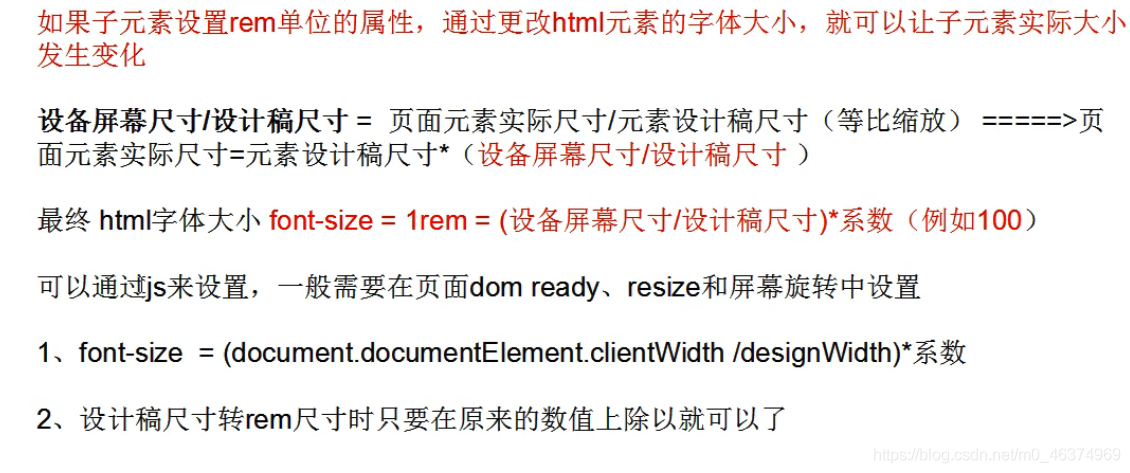 如果子元素设置rem单位的属性，通过更改html元素的字体大小，就可以让子元素实际大小
发生变化
设备屏幕尺寸/设计稿尺寸 = 页面元素实际尺寸/元素设计稿尺寸（等比缩放） =====>页
面元素实际尺寸=元素设计稿尺寸*（设备屏幕尺寸/设计稿尺寸 ）
最终 html字体大小 font-size = 1rem = (设备屏幕尺寸/设计稿尺寸)*系数（例如100）
可以通过js来设置，一般需要在页面dom ready、resize和屏幕旋转中设置
1、font-size = (document.documentElement.clientWidth /designWidth)*系数
2、设计稿尺寸转rem尺寸时只要在原来的数值上除以就可以了
https://blog.csdn.net/m0_46374969